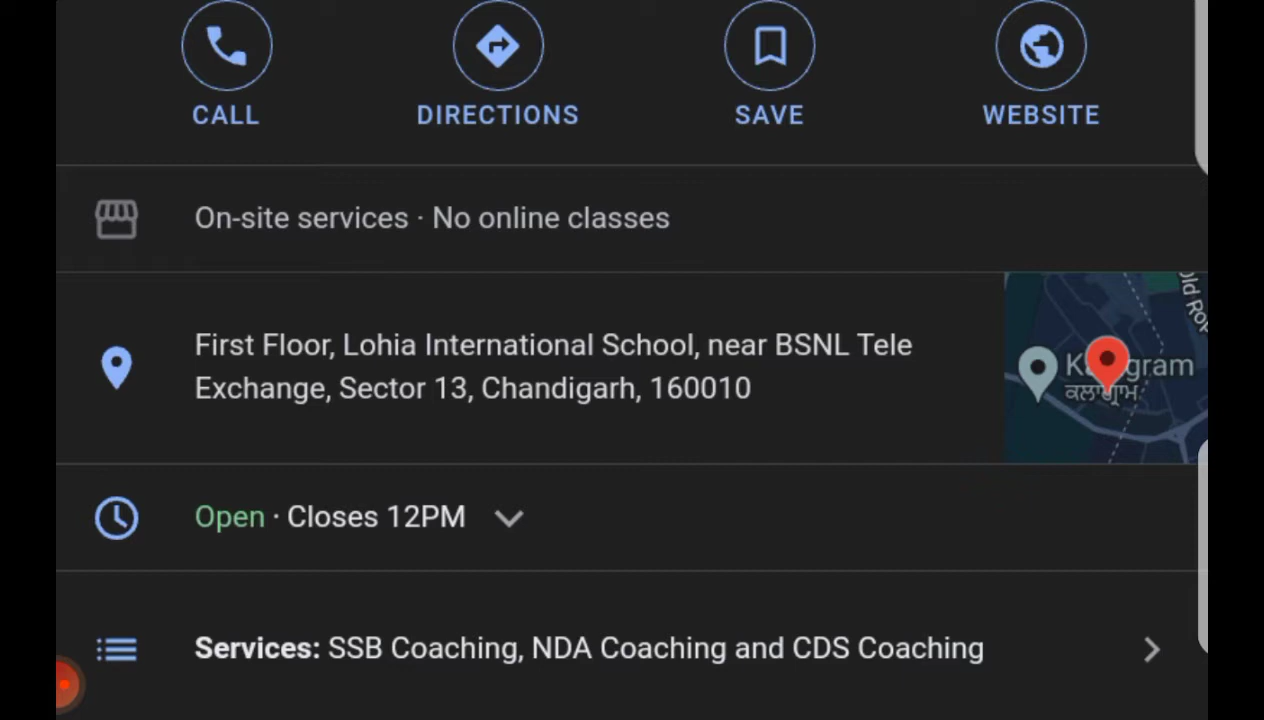 CALL
DIRECTIONS
SAVE
WEBSITE
On-site services · No online classes
First Floor, Lohia International School, near BSNL Tele
Exchange, Sector 13, Chandigarh, 160010
ਕਲਾਗ੍ਰਾਮ
Open · Closes 12PM
Services: SSB Coaching, NDA Coaching and CDS Coaching